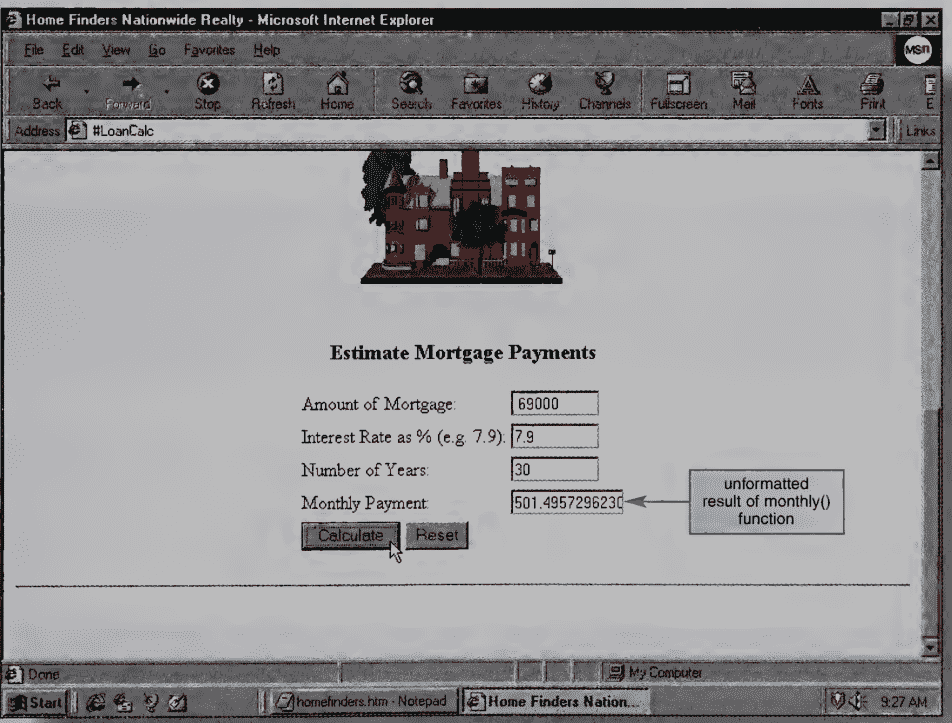 Home Finders Nationwide Realty - Microsoft Internet Explorer
File Edit View Go Favorites Help
msn
Back Forward Stop Refresh Home Search Favorites History Channels Fullscreen Mail Fonts Print E
Address #LoanCalc Links
Estimate Mortgage Payments
Amount of Mortgage: 69000
Interest Rate as % (e.g. 7.9): 7.9
Number of Years: 30
Monthly Payment: 501.4957296230
unformatted
result of monthly()
function
Calculate Reset
Done My Computer
Start homefinders.htm - Notepad Home Finders Nation... 9:27 AM